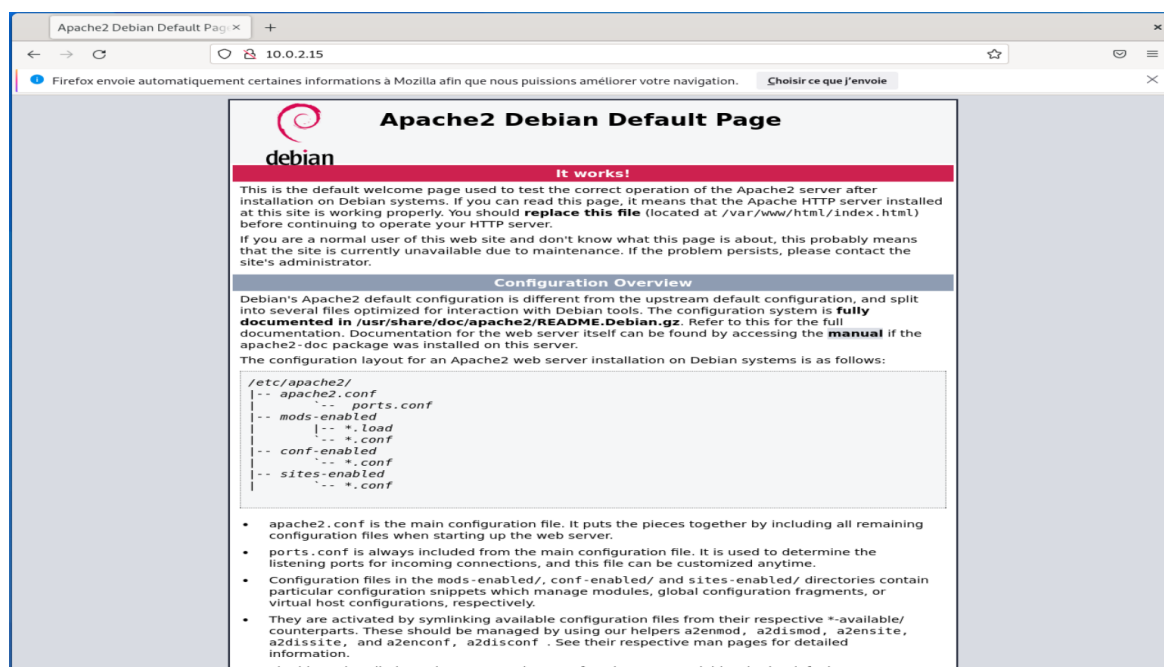 Apache2 Debian Default Pag
10.0.2.15
Firefox envoie automatiquement certaines informations à Mozilla afin que nous puissions améliorer votre navigation. Choisir ce que j'envoie
debian
Apache2 Debian Default Page
It works!
This is the default welcome page used to test the correct operation of the Apache2 server after
installation on Debian systems. If you can read this page, it means that the Apache HTTP server installed
at this site is working properly. You should replace this file (located at /var/www/html/index.html)
before continuing to operate your HTTP server.
If you are a normal user of this web site and don't know what this page is about, this probably means
that the site is currently unavailable due to maintenance. If the problem persists, please contact the
site's administrator.
Configuration Overview
Debian's Apache2 default configuration is different from the upstream default configuration, and split
into several files optimized for interaction with Debian tools. The configuration system is fully
documented in /usr/share/doc/apache2/README.Debian.gz. Refer to this for the full
documentation. Documentation for the web server itself can be found by accessing the manual if the
apache2-doc package was installed on this server.
The configuration layout for an Apache2 web server installation on Debian systems is as follows:
/etc/apache2/
|-- apache2.conf
|       `--  ports.conf
|-- mods-enabled
|       |-- *.load
|       `-- *.conf
|-- conf-enabled
|       `-- *.conf
|-- sites-enabled
|       `-- *.conf
• apache2.conf is the main configuration file. It puts the pieces together by including all remaining
configuration files when starting up the web server.
• ports.conf is always included from the main configuration file. It is used to determine the
listening ports for incoming connections, and this file can be customized anytime.
• Configuration files in the mods-enabled/, conf-enabled/ and sites-enabled/ directories contain
particular configuration snippets which manage modules, global configuration fragments, or
virtual host configurations, respectively.
• They are activated by symlinking available configuration files from their respective *-available/
counterparts. These should be managed by using our helpers a2enmod, a2dismod, a2ensite,
a2dissite, and a2enconf, a2disconf . See their respective man pages for detailed
information.